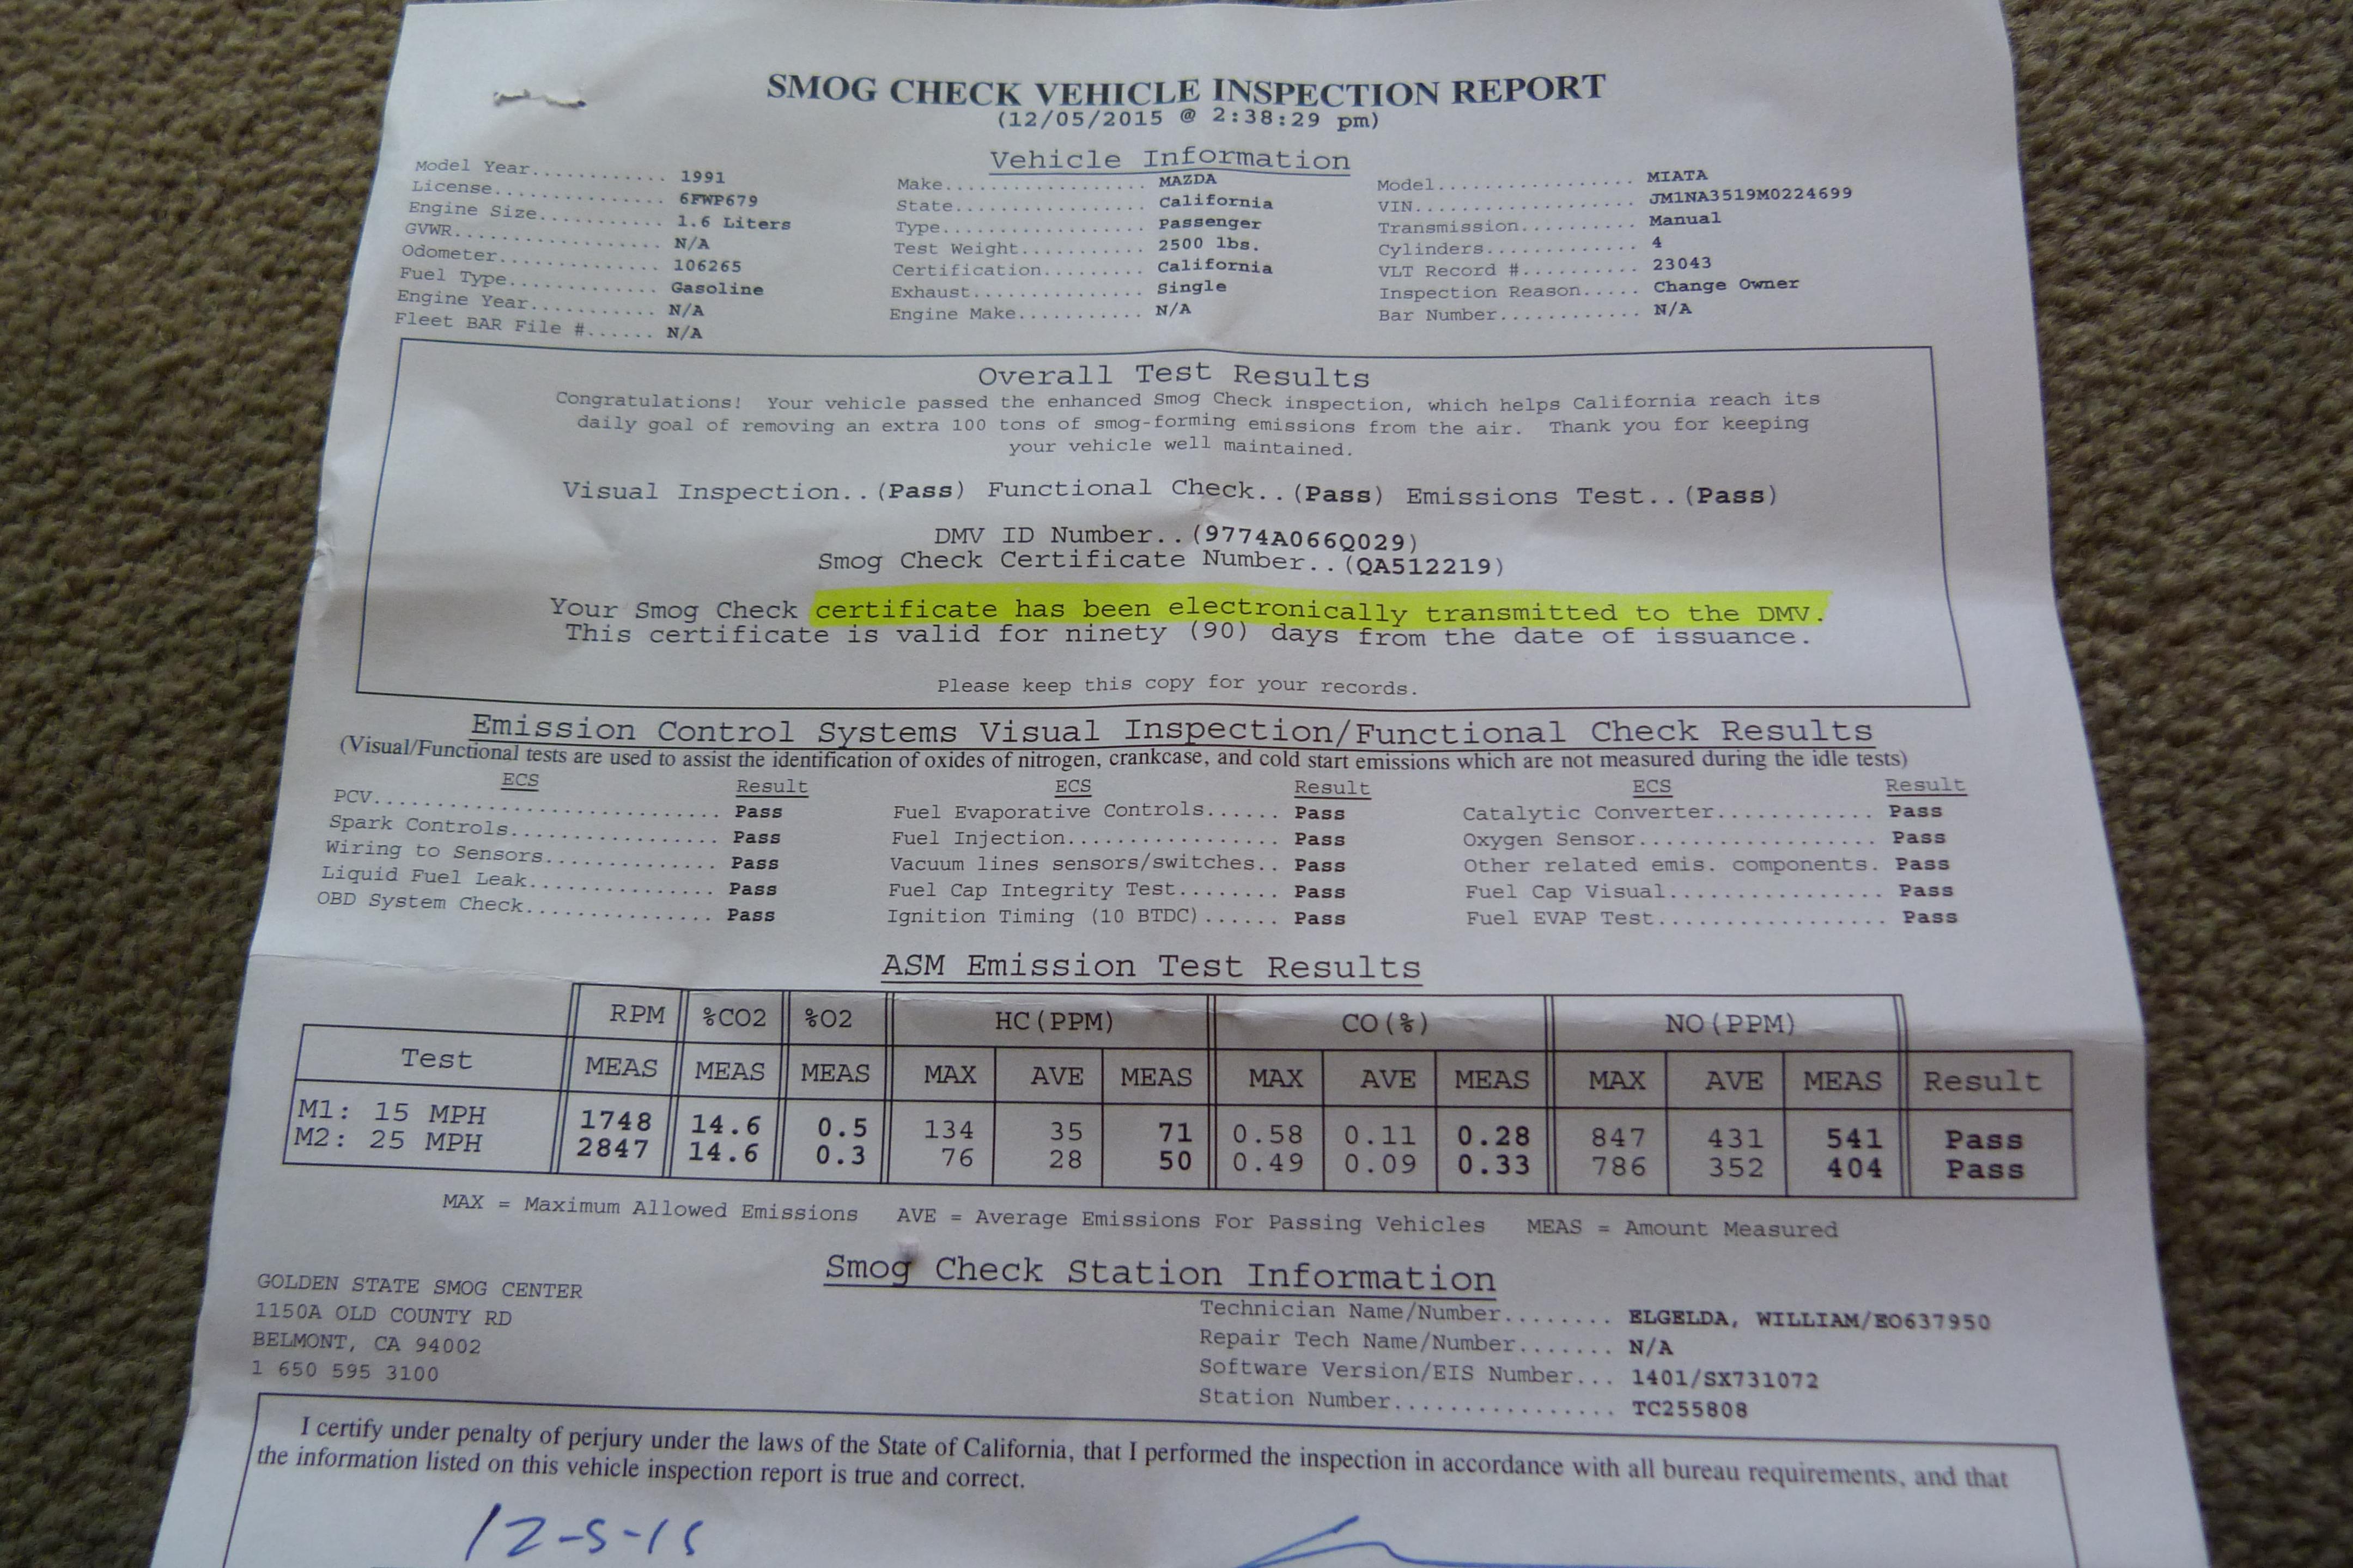 SMOG CHECK VEHICLE INSPECTION REPORT
(12/05/2015 @ 2:38:29 pm)
Vehicle Information
Model Year............ 1991 Make.................. MAZDA Model................. MIATA
License............... 6FWP679 State................. California VIN................... JM1NA3519M0224699
Engine Size........... 1.6 Liters Type.................. Passenger Transmission.......... Manual
GVWR.................. N/A Test Weight........... 2500 lbs. Cylinders............. 4
Odometer.............. 106265 Certification......... California VLT Record #.......... 23043
Fuel Type............. Gasoline Exhaust............... Single Inspection Reason..... Change Owner
Engine Year........... N/A Engine Make........... N/A Bar Number............ N/A
Fleet BAR File #...... N/A
Overall Test Results
Congratulations! Your vehicle passed the enhanced Smog Check inspection, which helps California reach its
daily goal of removing an extra 100 tons of smog-forming emissions from the air. Thank you for keeping
your vehicle well maintained.
Visual Inspection..(Pass) Functional Check..(Pass) Emissions Test..(Pass)
DMV ID Number..(9774A066Q029)
Smog Check Certificate Number..(QA512219)
Your Smog Check certificate has been electronically transmitted to the DMV.
This certificate is valid for ninety (90) days from the date of issuance.
Please keep this copy for your records.
Emission Control Systems Visual Inspection/Functional Check Results
(Visual/Functional tests are used to assist the identification of oxides of nitrogen, crankcase, and cold start emissions which are not measured during the idle tests)
ECS Result ECS Result ECS Result
PCV............................ Pass Fuel Evaporative Controls...... Pass Catalytic Converter............ Pass
Spark Controls................. Pass Fuel Injection................. Pass Oxygen Sensor.................. Pass
Wiring to Sensors.............. Pass Vacuum lines sensors/switches.. Pass Other related emis. components. Pass
Liquid Fuel Leak............... Pass Fuel Cap Integrity Test........ Pass Fuel Cap Visual................ Pass
OBD System Check............... Pass Ignition Timing (10 BTDC)...... Pass Fuel EVAP Test................. Pass
ASM Emission Test Results
RPM %CO2 %O2 HC(PPM) CO(%) NO(PPM)
Test MEAS MEAS MEAS MAX AVE MEAS MAX AVE MEAS MAX AVE MEAS Result
M1: 15 MPH 1748 14.6 0.5 134 35 71 0.58 0.11 0.28 847 431 541 Pass
M2: 25 MPH 2847 14.6 0.3 76 28 50 0.49 0.09 0.33 786 352 404 Pass
MAX = Maximum Allowed Emissions AVE = Average Emissions For Passing Vehicles MEAS = Amount Measured
Smog Check Station Information
GOLDEN STATE SMOG CENTER
1150A OLD COUNTY RD
BELMONT, CA 94002
1 650 595 3100
Technician Name/Number........ ELGELDA, WILLIAM/EO637950
Repair Tech Name/Number....... N/A
Software Version/EIS Number... 1401/SX731072
Station Number................ TC255808
I certify under penalty of perjury under the laws of the State of California, that I performed the inspection in accordance with all bureau requirements, and that
the information listed on this vehicle inspection report is true and correct.
12-5-15